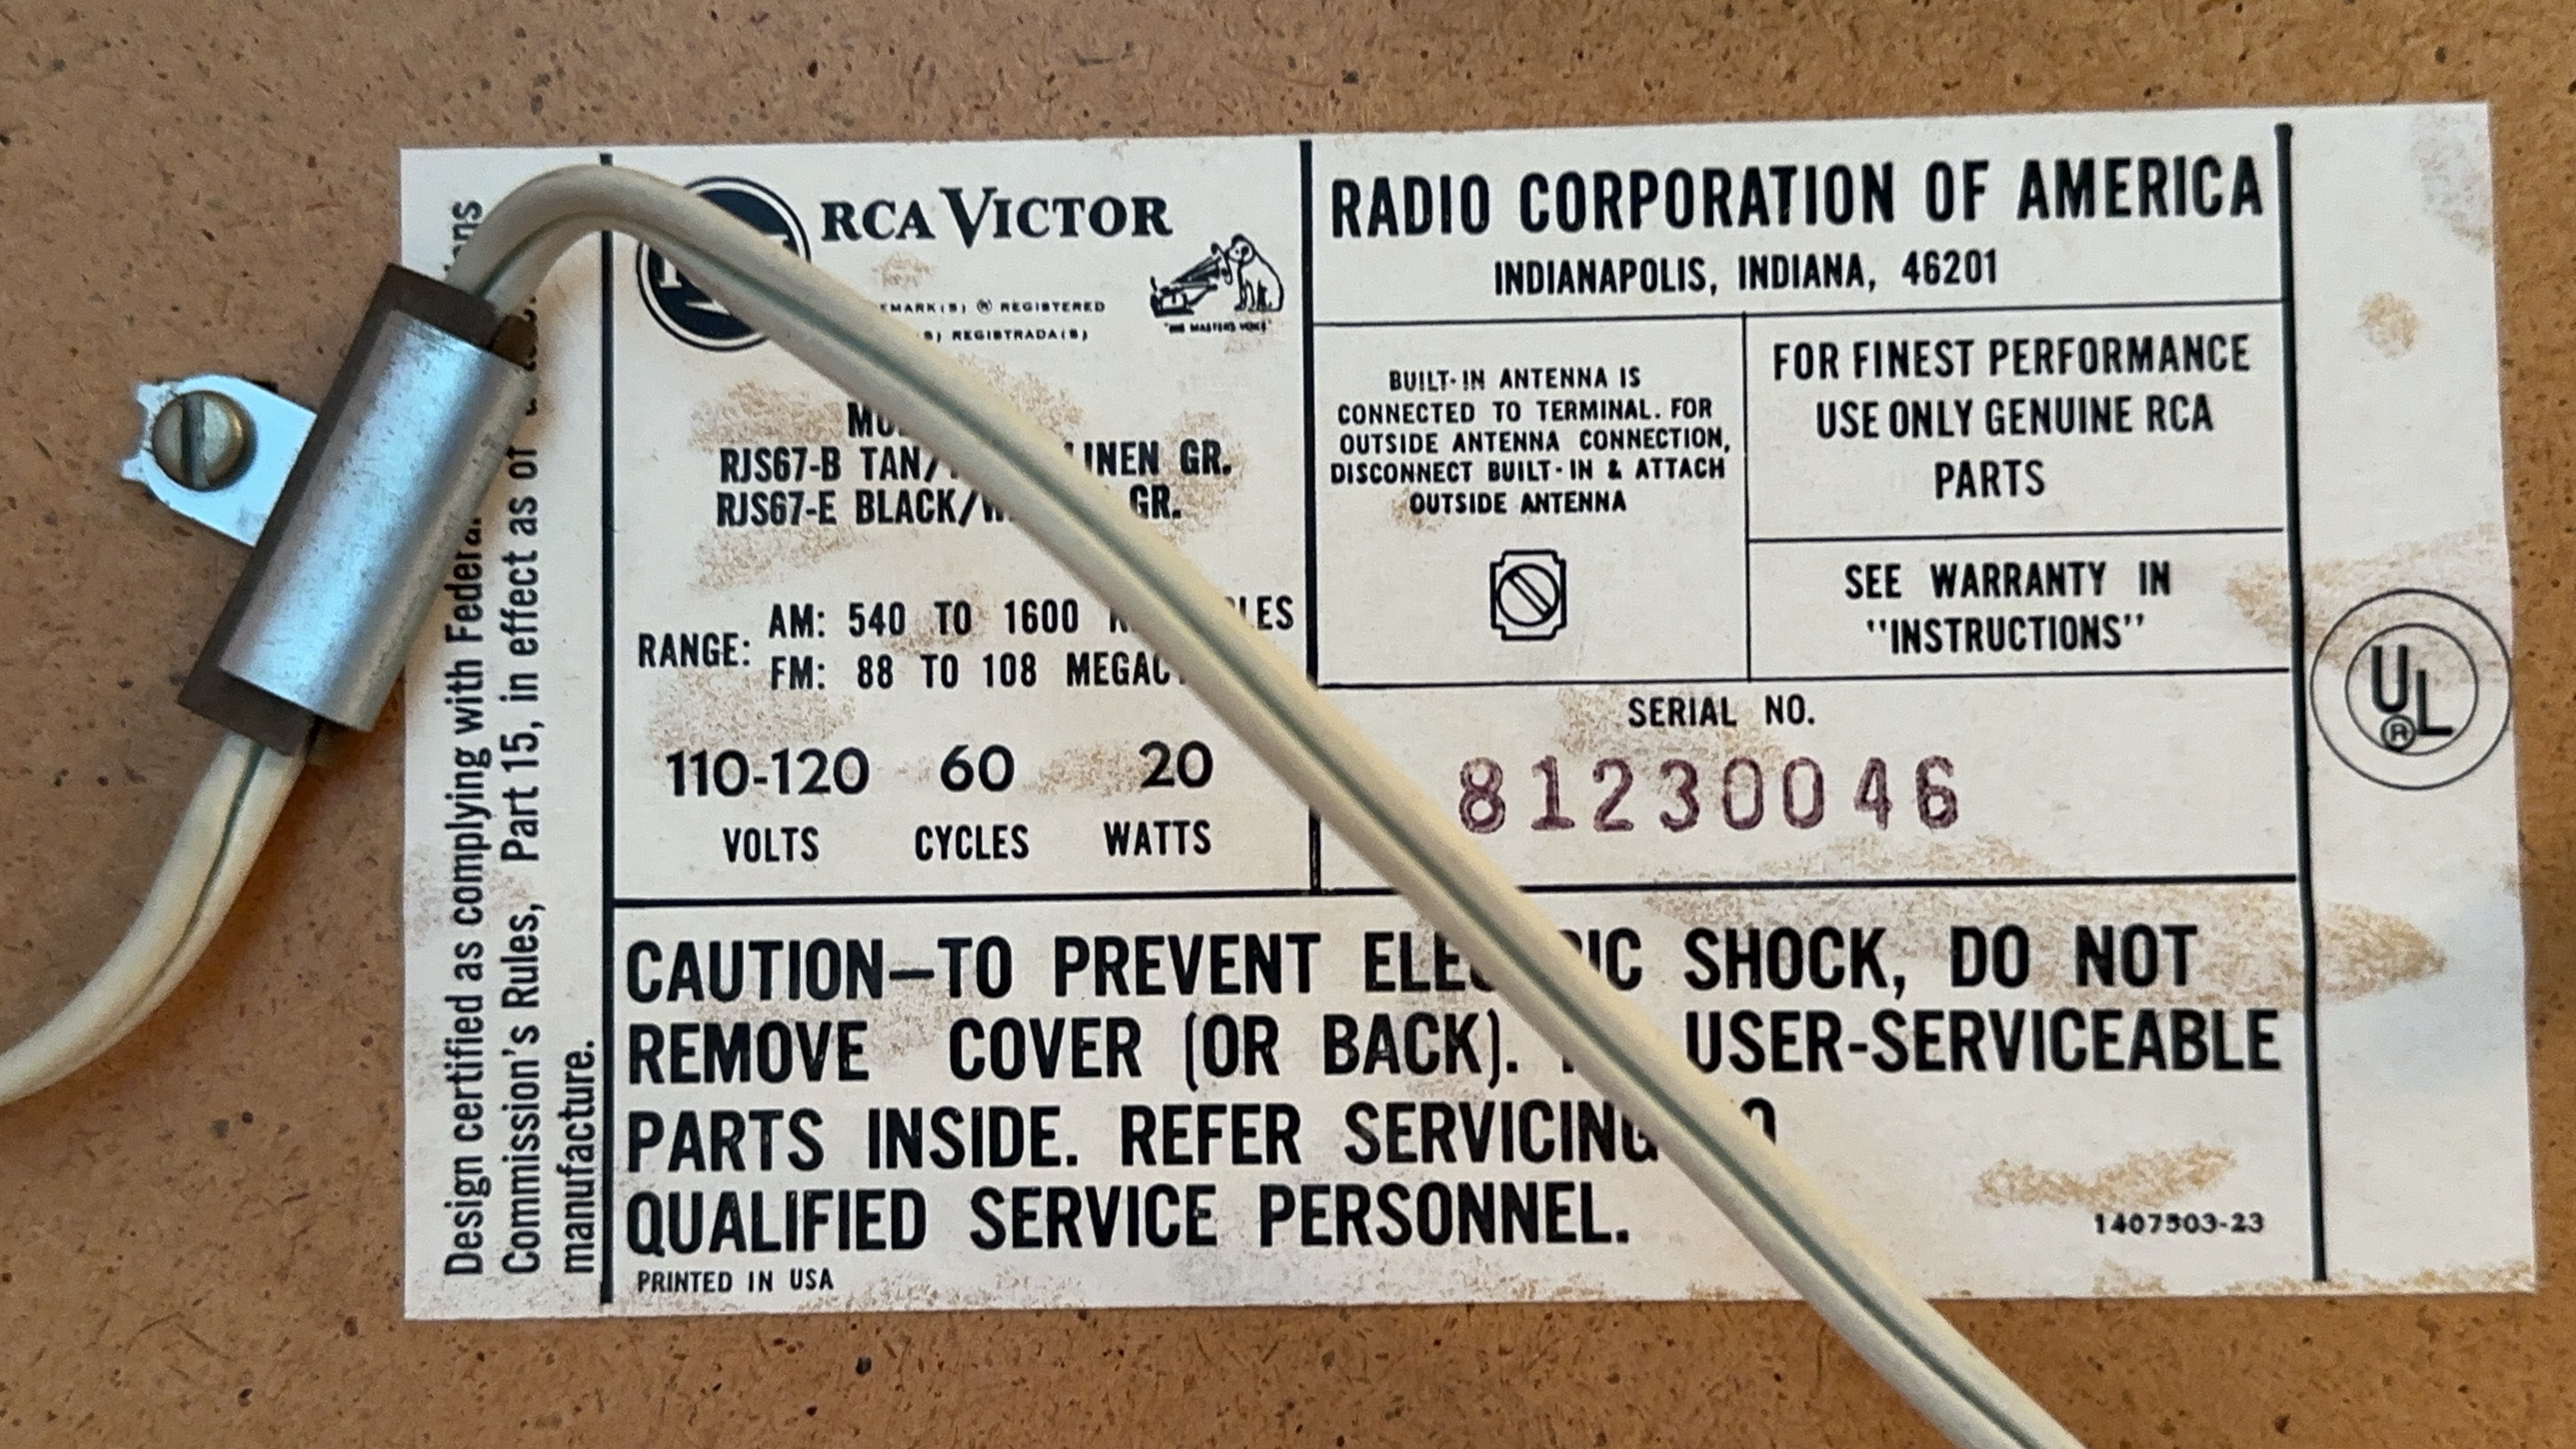 RCA VICTOR
® REGISTERED
REGISTRADA(S)
"HIS MASTER'S VOICE"
RJS67-B TAN/ GR.
RJS67-E BLACK/ GR.
RANGE: AM: 540 TO 1600
FM: 88 TO 108
110-120 60 20
VOLTS CYCLES WATTS
RADIO CORPORATION OF AMERICA
INDIANAPOLIS, INDIANA, 46201
BUILT-IN ANTENNA IS
CONNECTED TO TERMINAL. FOR
OUTSIDE ANTENNA CONNECTION,
DISCONNECT BUILT-IN & ATTACH
OUTSIDE ANTENNA
FOR FINEST PERFORMANCE
USE ONLY GENUINE RCA
PARTS
SEE WARRANTY IN
"INSTRUCTIONS"
SERIAL NO.
81230046
CAUTION—TO PREVENT SHOCK, DO NOT
REMOVE COVER (OR BACK). USER-SERVICEABLE
PARTS INSIDE. REFER SERVICING
QUALIFIED SERVICE PERSONNEL.
PRINTED IN USA
1407503-23
Design certified as complying with Federal
Commission's Rules, Part 15, in effect as of
manufacture.
UL®